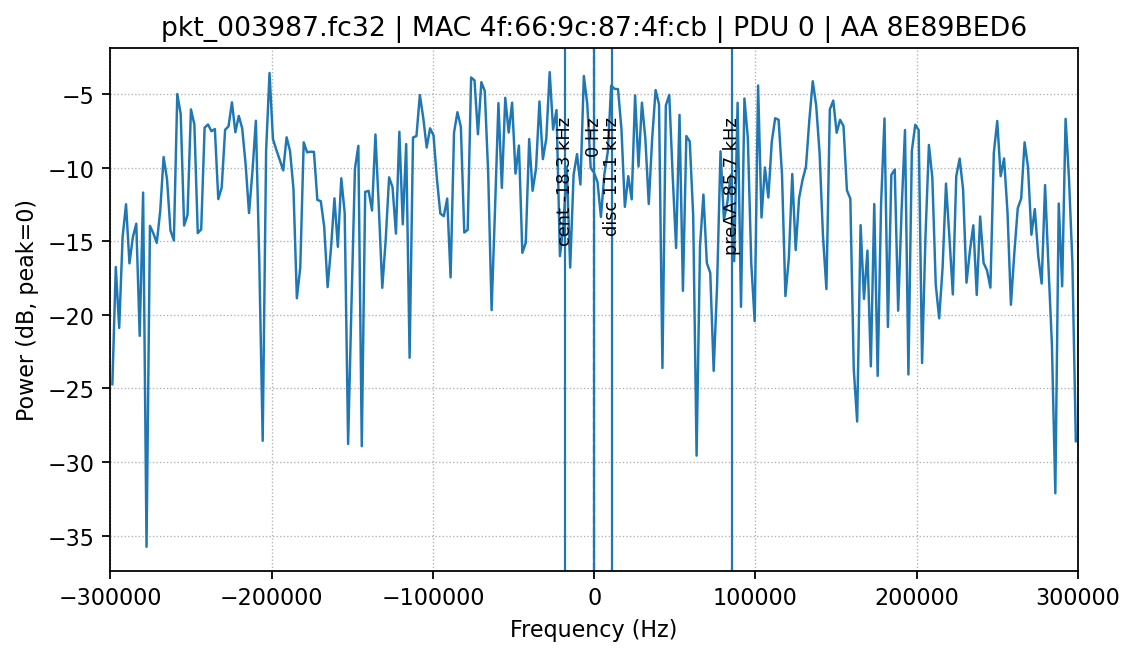 pkt_003987.fc32 | MAC 4f:66:9c:87:4f:cb | PDU 0 | AA 8E89BED6
Power (dB, peak=0)
−5
−10
−15
−20
−25
−30
−35
cent -18.3 kHz
0 Hz
disc 11.1 kHz
preAA 85.7 kHz
−300000
−200000
−100000
0
100000
200000
300000
Frequency (Hz)